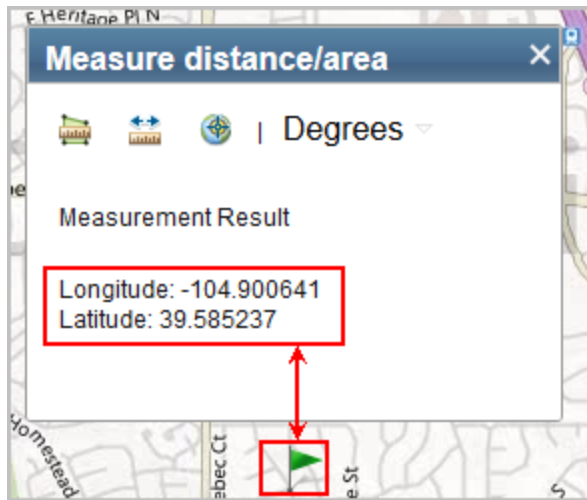 E Heritage Pl N
Measure distance/area
| Degrees
Measurement Result
Longitude: -104.900641
Latitude: 39.585237
Homestead
ebec Ct
e St
S